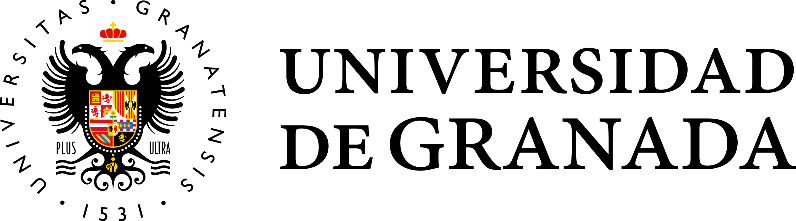 UNIVERSITAS · GRANATENSIS
PLUS ULTRA
· 1531 ·
UNIVERSIDAD
DE GRANADA